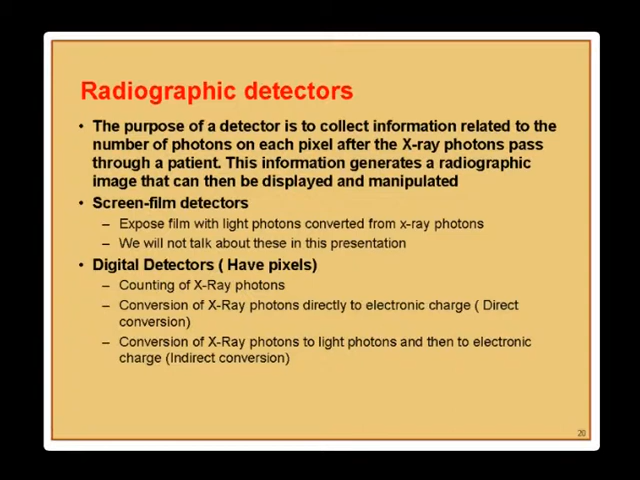 Radiographic detectors
• The purpose of a detector is to collect information related to the
number of photons on each pixel after the X-ray photons pass
through a patient. This information generates a radiographic
image that can then be displayed and manipulated
• Screen-film detectors
– Expose film with light photons converted from x-ray photons
– We will not talk about these in this presentation
• Digital Detectors ( Have pixels)
– Counting of X-Ray photons
– Conversion of X-Ray photons directly to electronic charge ( Direct
conversion)
– Conversion of X-Ray photons to light photons and then to electronic
charge (Indirect conversion)
20